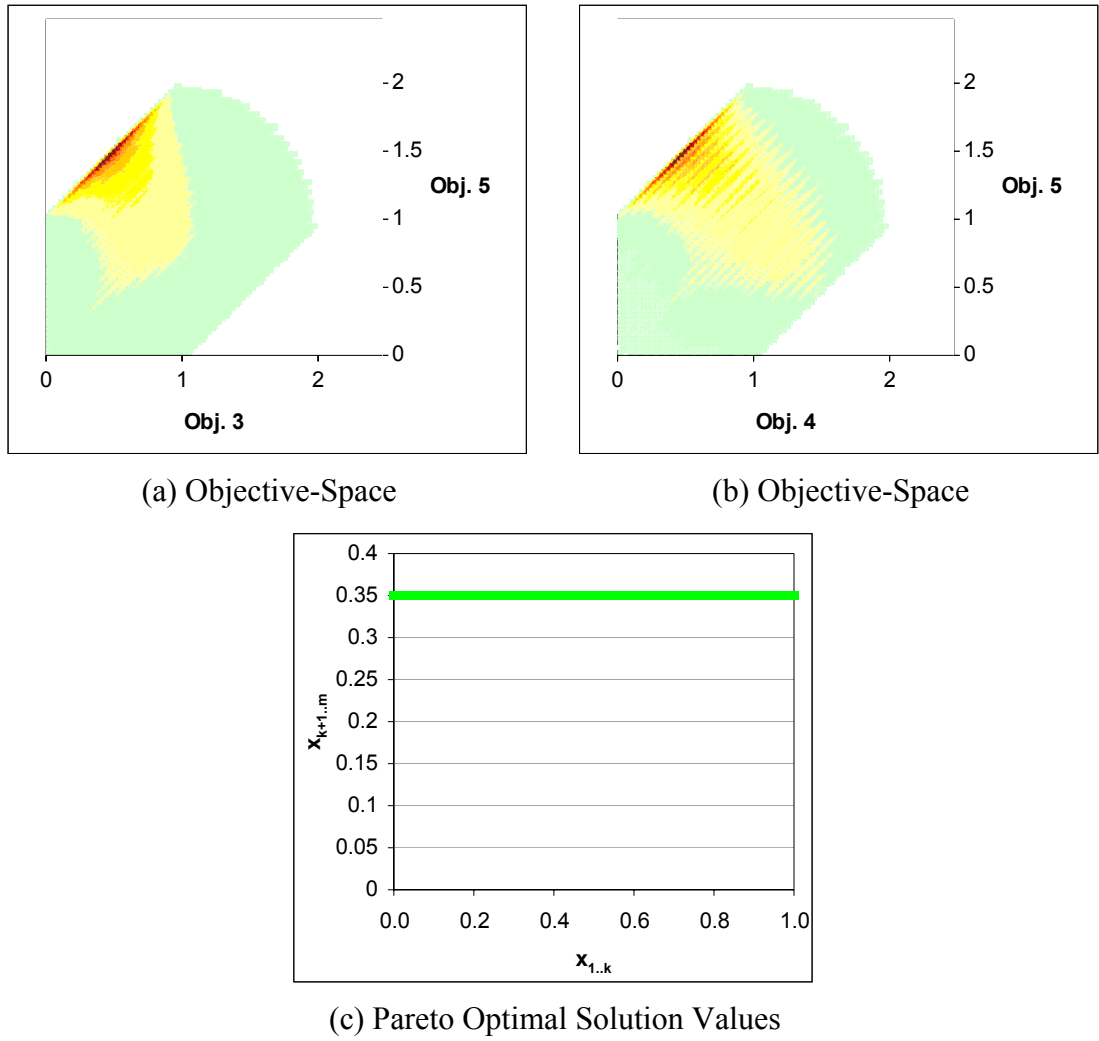 2
1.5
Obj. 5
1
0.5
0
0 1 2
Obj. 3
2
1.5
Obj. 5
1
0.5
0
0 1 2
Obj. 4
(a) Objective-Space
(b) Objective-Space
0.4
0.35
0.3
0.25
0.2
0.15
0.1
0.05
0
x_{k+1..m}
0.0 0.2 0.4 0.6 0.8 1.0
x_{1..k}
(c) Pareto Optimal Solution Values